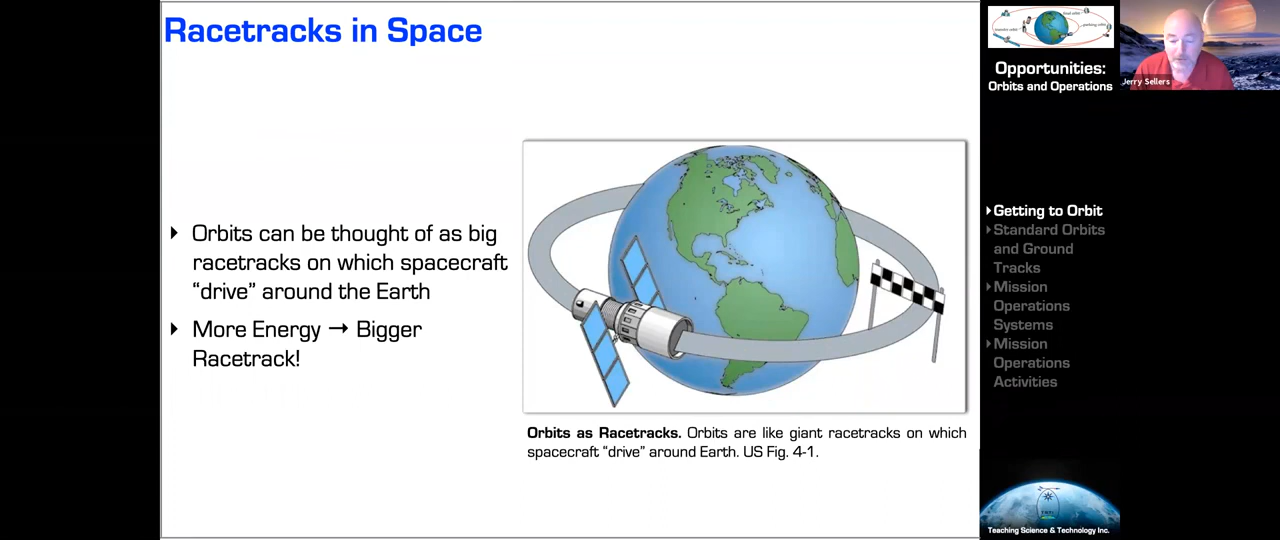 Racetracks in Space
Orbits can be thought of as big
racetracks on which spacecraft
“drive” around the Earth
More Energy → Bigger
Racetrack!
Orbits as Racetracks. Orbits are like giant racetracks on which
spacecraft “drive” around Earth. US Fig. 4-1.
Opportunities:
Orbits and Operations
Jerry Sellers
Getting to Orbit
Standard Orbits
and Ground
Tracks
Mission
Operations
Systems
Mission
Operations
Activities
Teaching Science & Technology Inc.